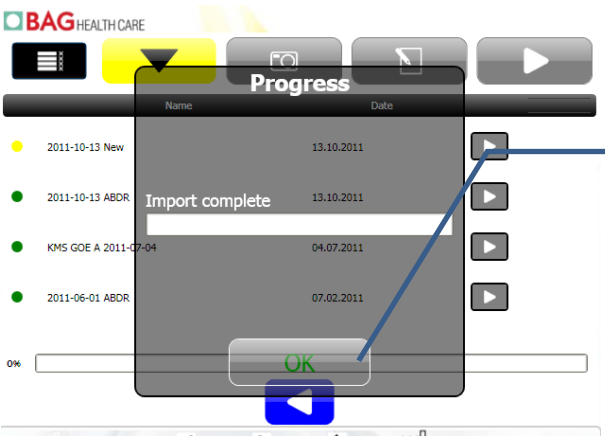 BAG HEALTH CARE
Progress
Name Date
2011-10-13 New 13.10.2011
2011-10-13 ABDR 13.10.2011
Import complete
KMS GOE A 2011-07-04 04.07.2011
2011-06-01 ABDR 07.02.2011
0%
OK